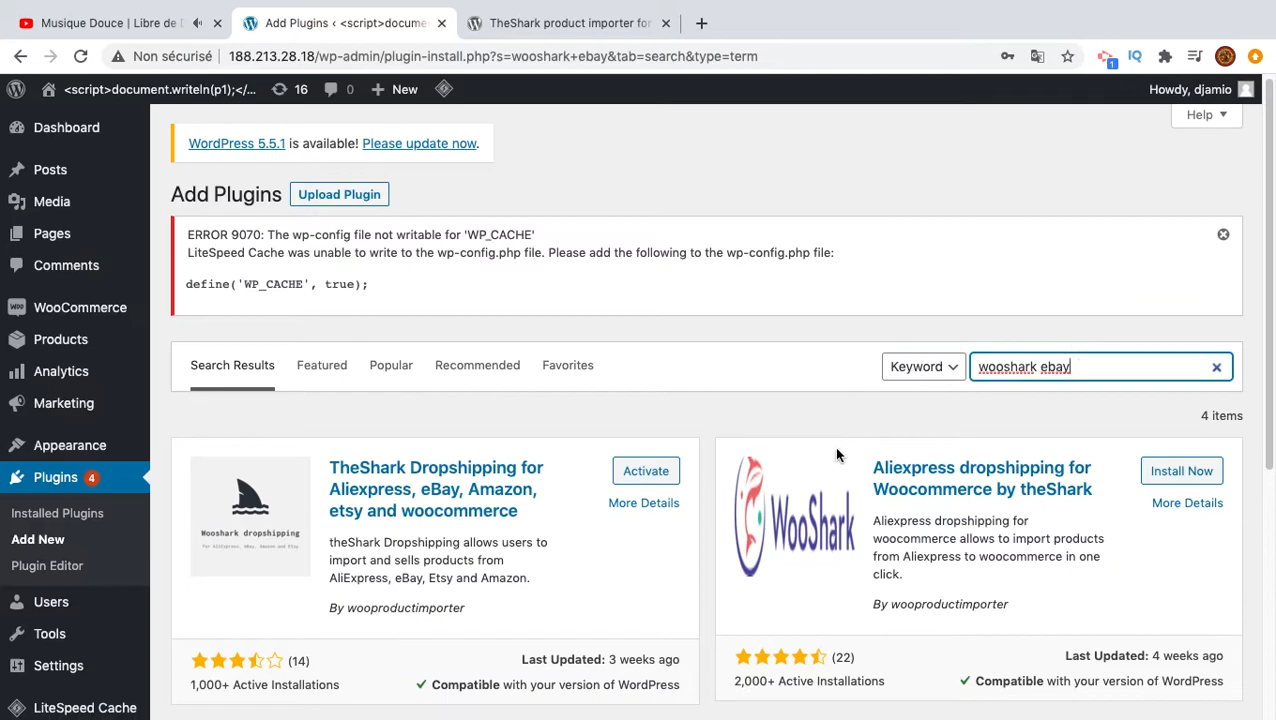 Musique Douce | Libre de D
Add Plugins < <script>docume
TheShark product importer for
Non sécurisé
188.213.28.18/wp-admin/plugin-install.php?s=wooshark+ebay&tab=search&type=term
1
IQ
<script>document.writeln(p1);</...
16
0
New
Howdy, djamio
Dashboard
Posts
Media
Pages
Comments
WooCommerce
Products
Analytics
Marketing
Appearance
Plugins 4
Installed Plugins
Add New
Plugin Editor
Users
Tools
Settings
LiteSpeed Cache
Help
WordPress 5.5.1 is available! Please update now.
Add Plugins
Upload Plugin
ERROR 9070: The wp-config file not writable for 'WP_CACHE'
LiteSpeed Cache was unable to write to the wp-config.php file. Please add the following to the wp-config.php file:
define('WP_CACHE', true);
Search Results
Featured
Popular
Recommended
Favorites
Keyword
wooshark ebay
4 items
Wooshark dropshipping
For AliExpress, eBay, Amazon and Etsy
TheShark Dropshipping for
Aliexpress, eBay, Amazon,
etsy and woocommerce
Activate
More Details
theShark Dropshipping allows users to
import and sells products from
AliExpress, eBay, Etsy and Amazon.
By wooproductimporter
(14)
1,000+ Active Installations
Last Updated: 3 weeks ago
Compatible with your version of WordPress
WooShark
Aliexpress dropshipping for
Woocommerce by theShark
Install Now
More Details
Aliexpress dropshipping for
woocommerce allows to import products
from Aliexpress to woocommerce in one
click.
By wooproductimporter
(22)
2,000+ Active Installations
Last Updated: 4 weeks ago
Compatible with your version of WordPress